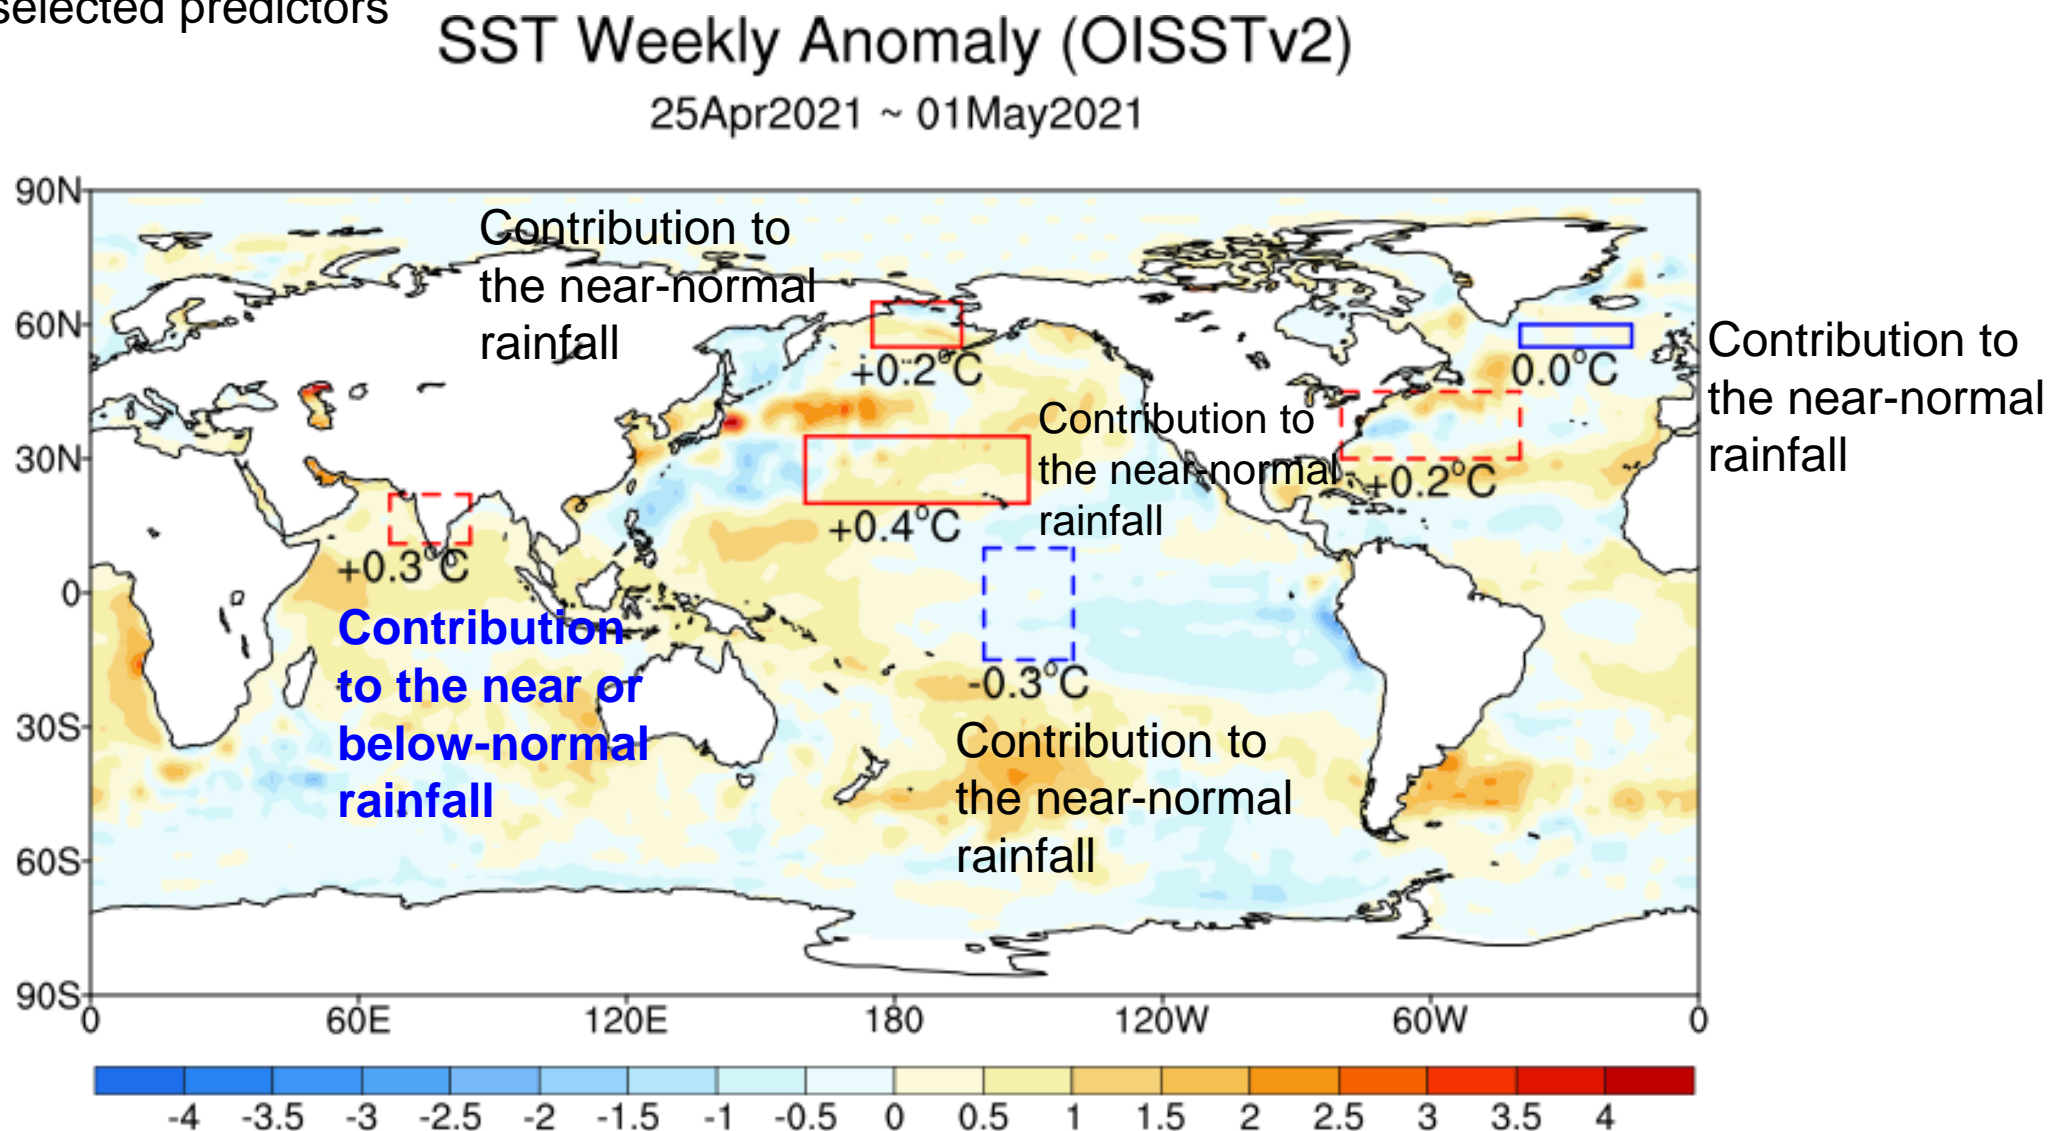 selected predictors
SST Weekly Anomaly (OISSTv2)
25Apr2021 ~ 01May2021
90N
60N
30N
0
30S
60S
90S
Contribution to
the near-normal
rainfall
+0.2°C
Contribution to
the near-normal
rainfall
+0.4°C
0.0°C
Contribution to
the near-normal
rainfall
+0.2°C
+0.3°C
Contribution
to the near or
below-normal
rainfall
-0.3°C
Contribution to
the near-normal
rainfall
0 60E 120E 180 120W 60W 0
-4 -3.5 -3 -2.5 -2 -1.5 -1 -0.5 0 0.5 1 1.5 2 2.5 3 3.5 4